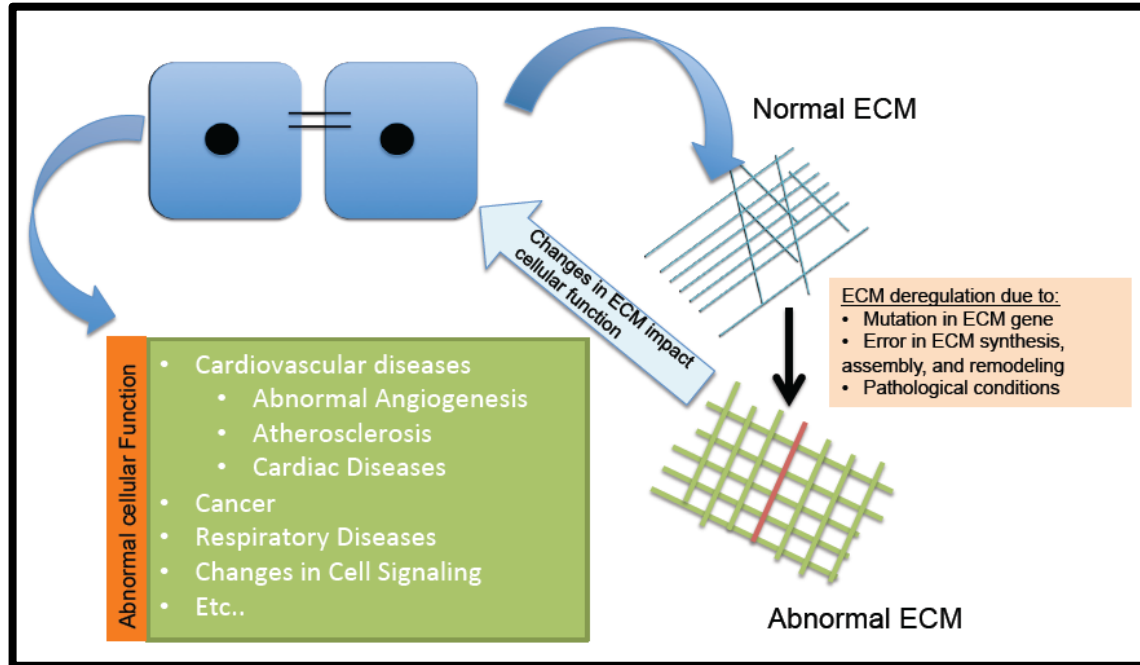 Normal ECM
Changes in ECM impact
cellular function
ECM deregulation due to:
• Mutation in ECM gene
• Error in ECM synthesis,
assembly, and remodeling
• Pathological conditions
Abnormal cellular Function
• Cardiovascular diseases
• Abnormal Angiogenesis
• Atherosclerosis
• Cardiac Diseases
• Cancer
• Respiratory Diseases
• Changes in Cell Signaling
• Etc..
Abnormal ECM